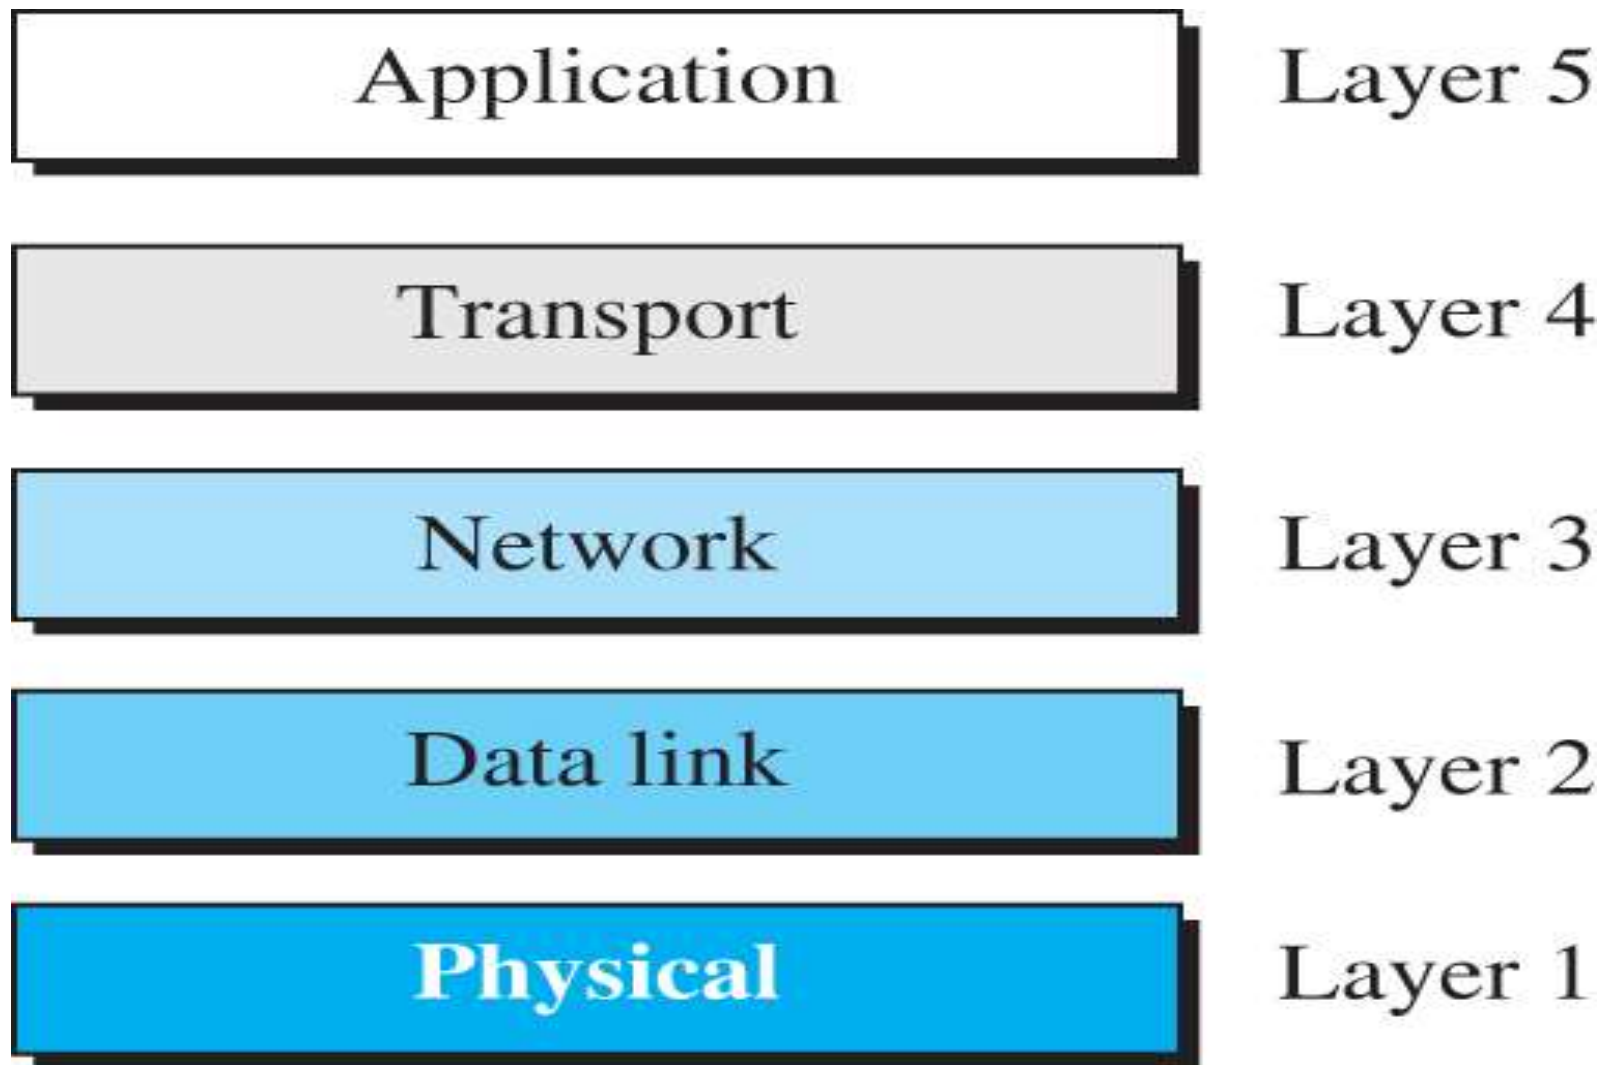 Application Layer 5
Transport Layer 4
Network Layer 3
Data link Layer 2
Physical Layer 1